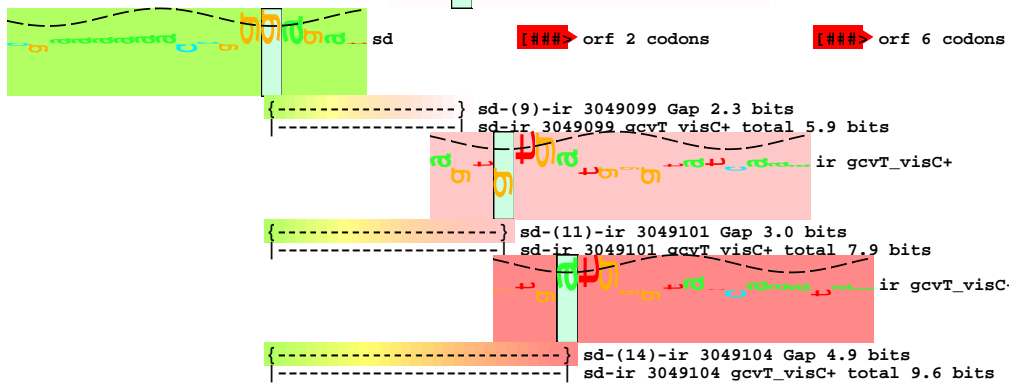 sd [###> orf 2 codons [###> orf 6 codons
{--------------------} sd-(9)-ir 3049099 Gap 2.3 bits
|--------------------| sd-ir 3049099 gcvT_visC+ total 5.9 bits
ir gcvT_visC+
{------------------------} sd-(11)-ir 3049101 Gap 3.0 bits
|------------------------| sd-ir 3049101 gcvT_visC+ total 7.9 bits
ir gcvT_visC+
{-------------------------------} sd-(14)-ir 3049104 Gap 4.9 bits
|-------------------------------| sd-ir 3049104 gcvT_visC+ total 9.6 bits